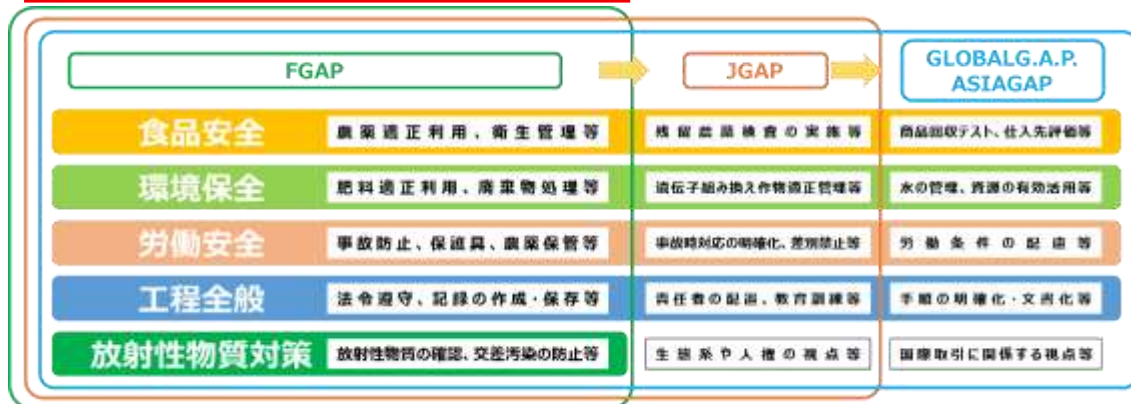 FGAP
JGAP
GLOBALG.A.P.
ASIAGAP
食品安全 農薬適正利用、衛生管理等 残留農薬検査の実施等 商品回収テスト、仕入先評価等
環境保全 肥料適正利用、廃棄物処理等 遺伝子組み換え作物適正管理等 水の管理、資源の有効活用等
労働安全 事故防止、保護具、農薬保管等 事故時対応の明確化、差別禁止等 労働条件の配慮等
工程全般 法令遵守、記録の作成・保存等 責任者の配置、教育訓練等 手順の明確化・文書化等
放射性物質対策 放射性物質の確認、交差汚染の防止等 生態系や人権の視点等 国際取引に関係する視点等